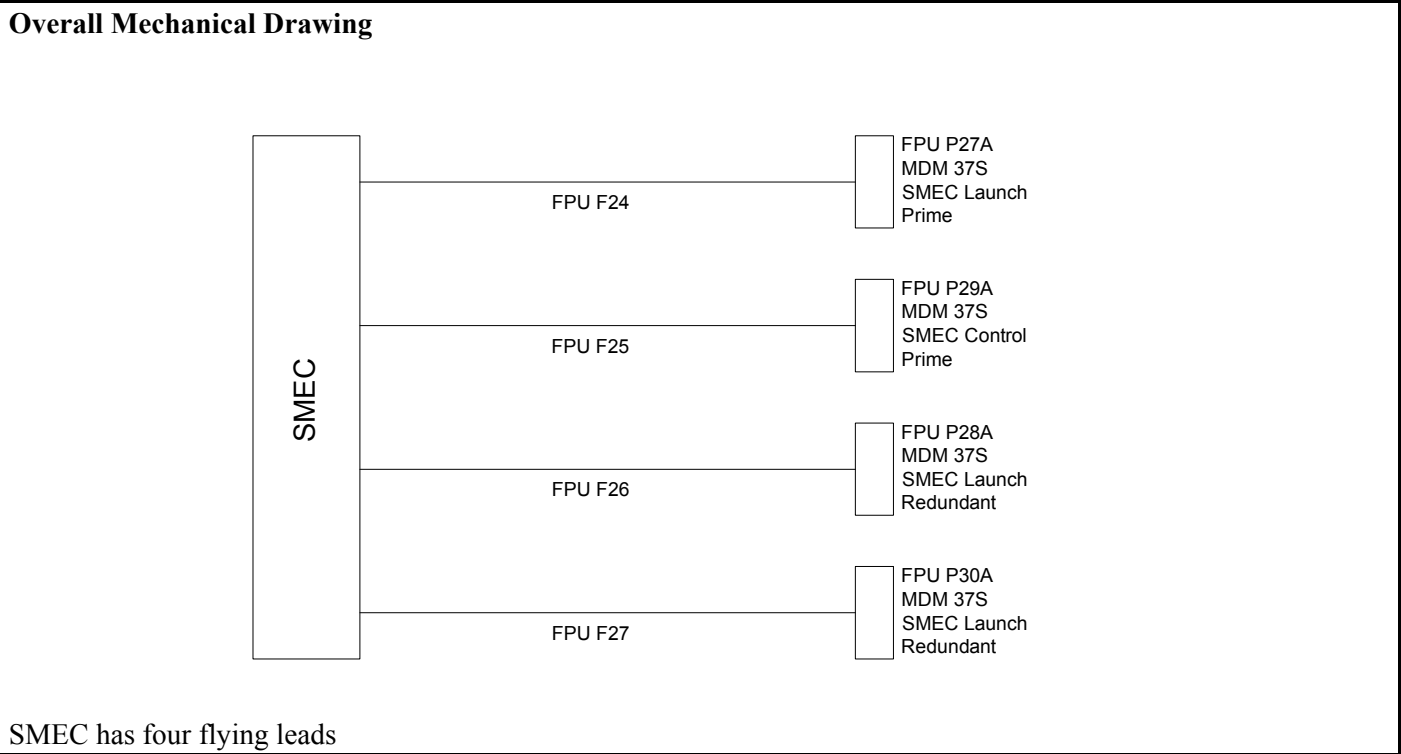 Overall Mechanical Drawing
SMEC
FPU F24
FPU P27A
MDM 37S
SMEC Launch
Prime
FPU F25
FPU P29A
MDM 37S
SMEC Control
Prime
FPU F26
FPU P28A
MDM 37S
SMEC Launch
Redundant
FPU F27
FPU P30A
MDM 37S
SMEC Launch
Redundant
SMEC has four flying leads